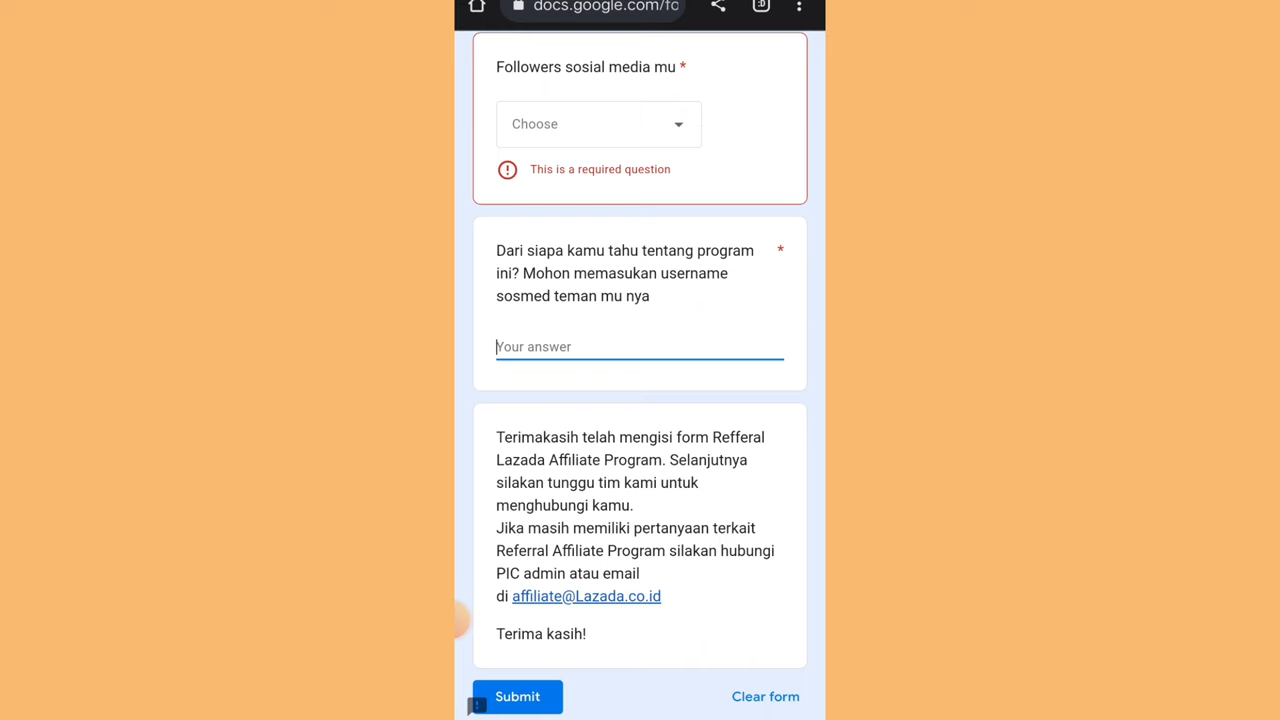 docs.google.com/fo
:D
Followers sosial media mu *
Choose
This is a required question
Dari siapa kamu tahu tentang program *
ini? Mohon memasukan username
sosmed teman mu nya
Your answer
Terimakasih telah mengisi form Refferal
Lazada Affiliate Program. Selanjutnya
silakan tunggu tim kami untuk
menghubungi kamu.
Jika masih memiliki pertanyaan terkait
Referral Affiliate Program silakan hubungi
PIC admin atau email
di affiliate@Lazada.co.id
Terima kasih!
Submit
Clear form